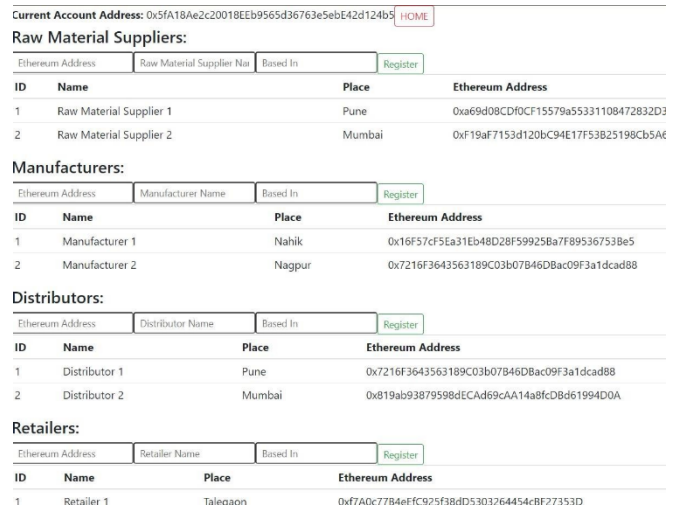 Current Account Address: 0x5fA18Ae2c20018EEb9565d36763e5ebE42d124b5 HOME
Raw Material Suppliers:
Ethereum Address Raw Material Supplier Nar Based In Register
ID Name Place Ethereum Address
1 Raw Material Supplier 1 Pune 0xa69d08CDf0CF15579a55331108472832D3
2 Raw Material Supplier 2 Mumbai 0xF19aF7153d120bC94E17F53B25198Cb5A6
Manufacturers:
Ethereum Address Manufacturer Name Based In Register
ID Name Place Ethereum Address
1 Manufacturer 1 Nahik 0x16F57cF5Ea31Eb48D28F59925Ba7F89536753Be5
2 Manufacturer 2 Nagpur 0x7216F3643563189C03b07B46DBac09F3a1dcad88
Distributors:
Ethereum Address Distributor Name Based In Register
ID Name Place Ethereum Address
1 Distributor 1 Pune 0x7216F3643563189C03b07B46DBac09F3a1dcad88
2 Distributor 2 Mumbai 0x819ab93879598dECAd69cAA14a8fcDBd61994D0A
Retailers:
Ethereum Address Retailer Name Based In Register
ID Name Place Ethereum Address
1 Retailer 1 Talegaon 0xf7A0c77B4eEfC925f38dD5303264454cBF27353D